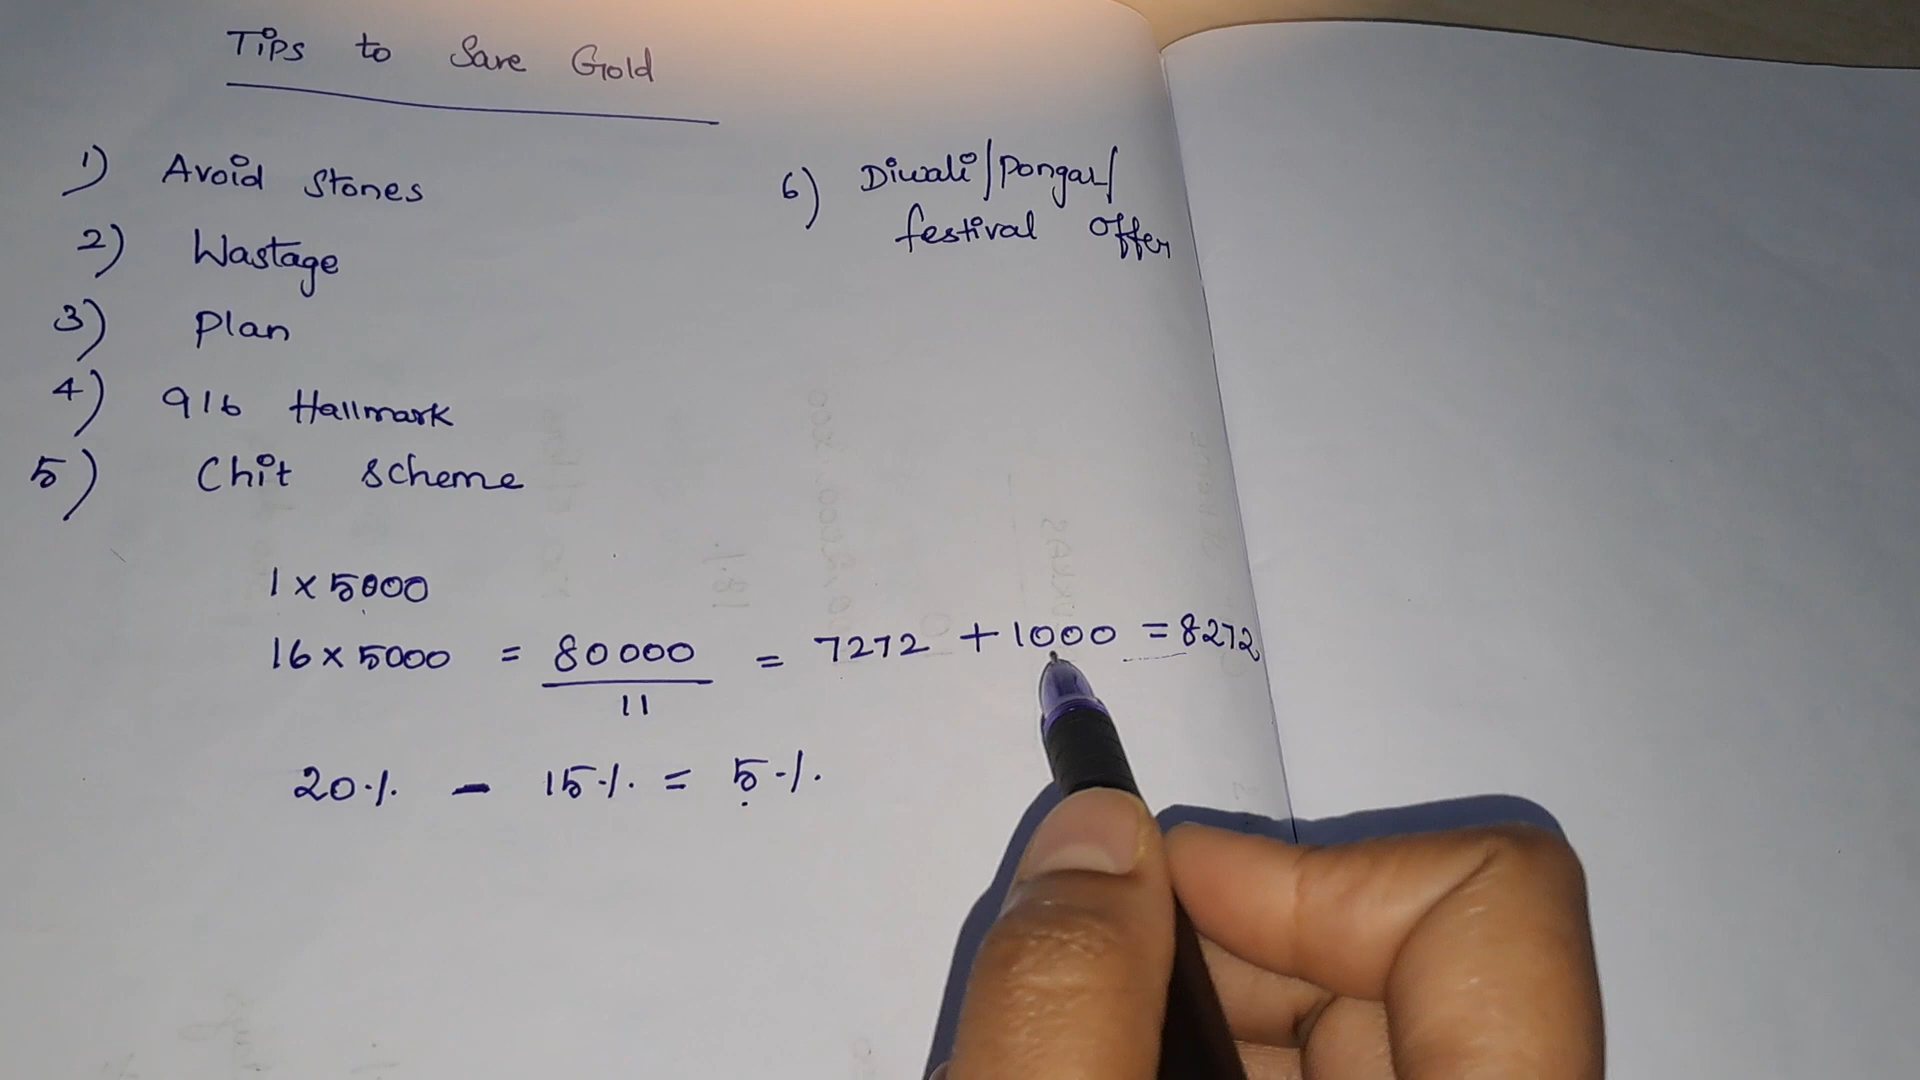 Tips to Save Gold
1) Avoid Stones
2) Wastage
3) Plan
4) 916 Hallmark
5) Chit scheme
6) Diwali/Pongal/
festival offer
1 x 5000
16 x 5000 = 80000 / 11 = 7272 + 1000 = 8272
20% - 15% = 5%